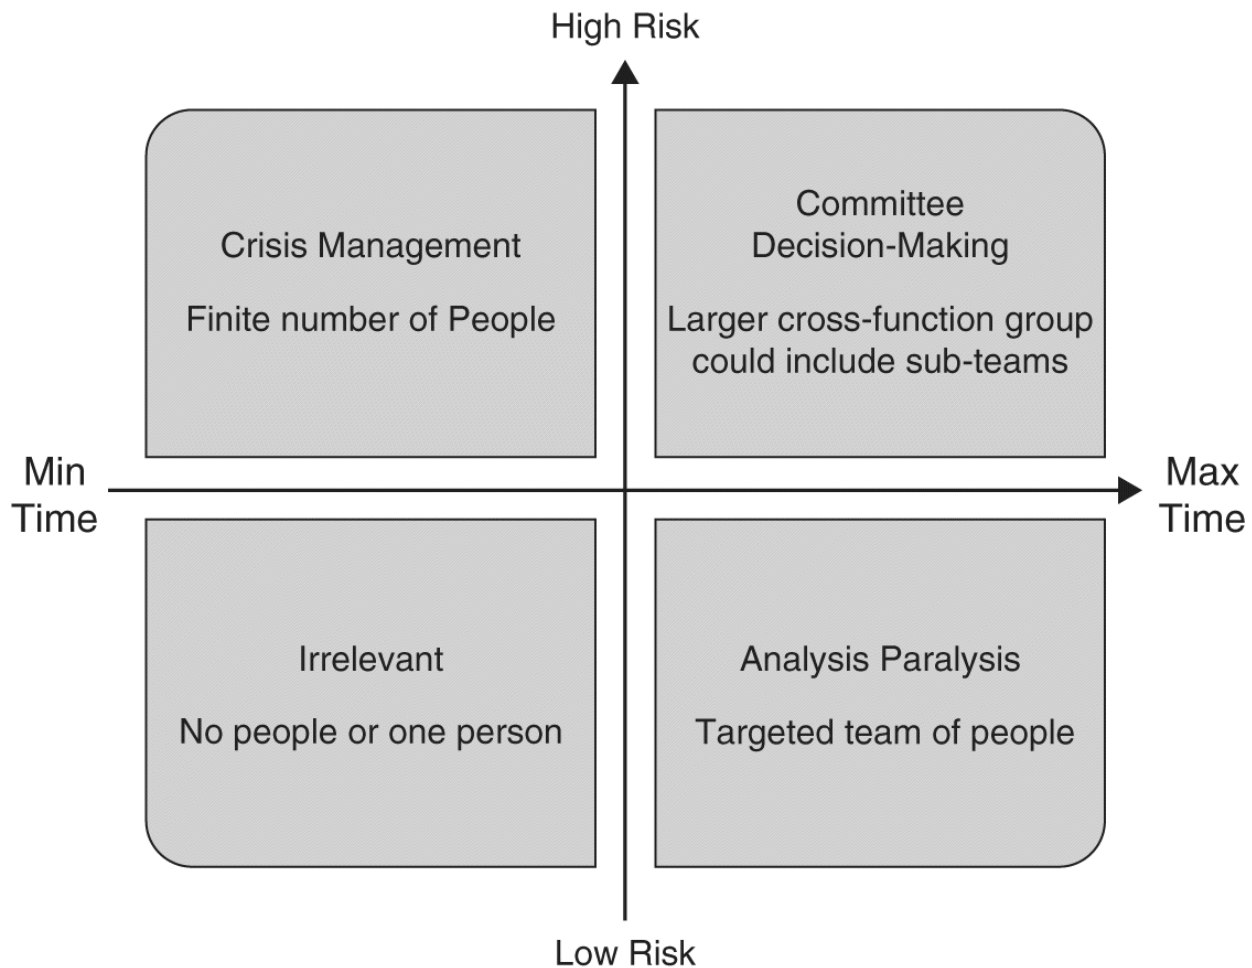 High Risk
Crisis Management
Finite number of People
Committee
Decision-Making
Larger cross-function group
could include sub-teams
Min
Time
Max
Time
Irrelevant
No people or one person
Analysis Paralysis
Targeted team of people
Low Risk